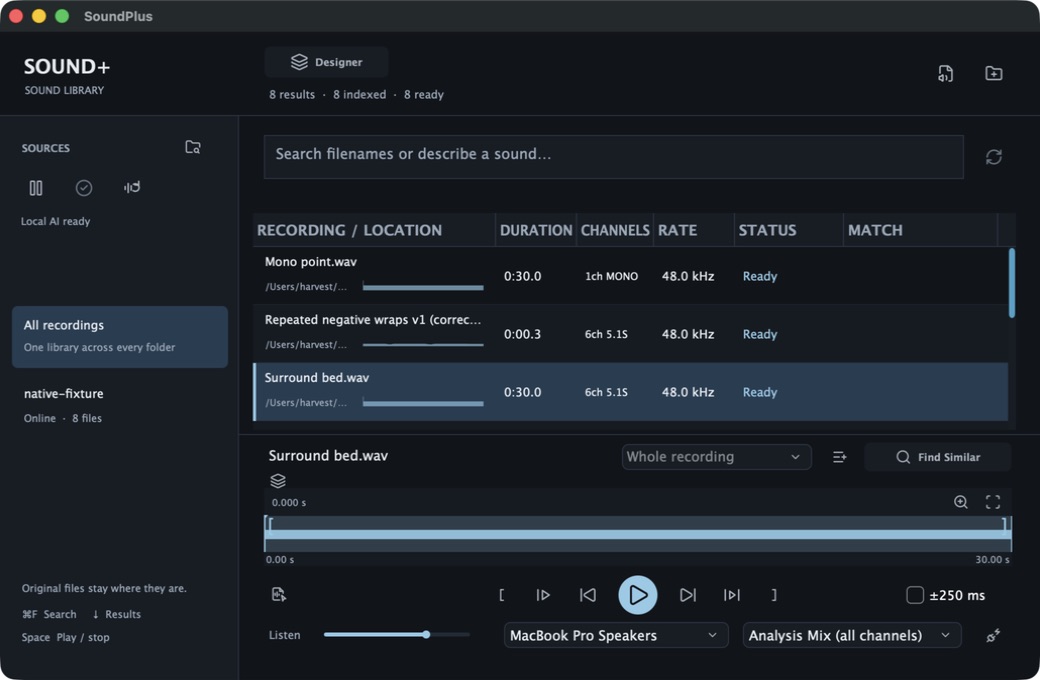 SoundPlus
SOUND+
SOUND LIBRARY
Designer
8 results · 8 indexed · 8 ready
SOURCES
Local AI ready
All recordings
One library across every folder
native-fixture
Online · 8 files
Original files stay where they are.
⌘F Search ↓ Results
Space Play / stop
Search filenames or describe a sound...
RECORDING / LOCATION DURATION CHANNELS RATE STATUS MATCH
Mono point.wav
/Users/harvest/... 0:30.0 1ch MONO 48.0 kHz Ready
Repeated negative wraps v1 (correc...
/Users/harvest/... 0:00.3 6ch 5.1S 48.0 kHz Ready
Surround bed.wav
/Users/harvest/... 0:30.0 6ch 5.1S 48.0 kHz Ready
Surround bed.wav Whole recording Find Similar
0.000 s
0.00 s 30.00 s
[ ] ±250 ms
Listen MacBook Pro Speakers Analysis Mix (all channels)